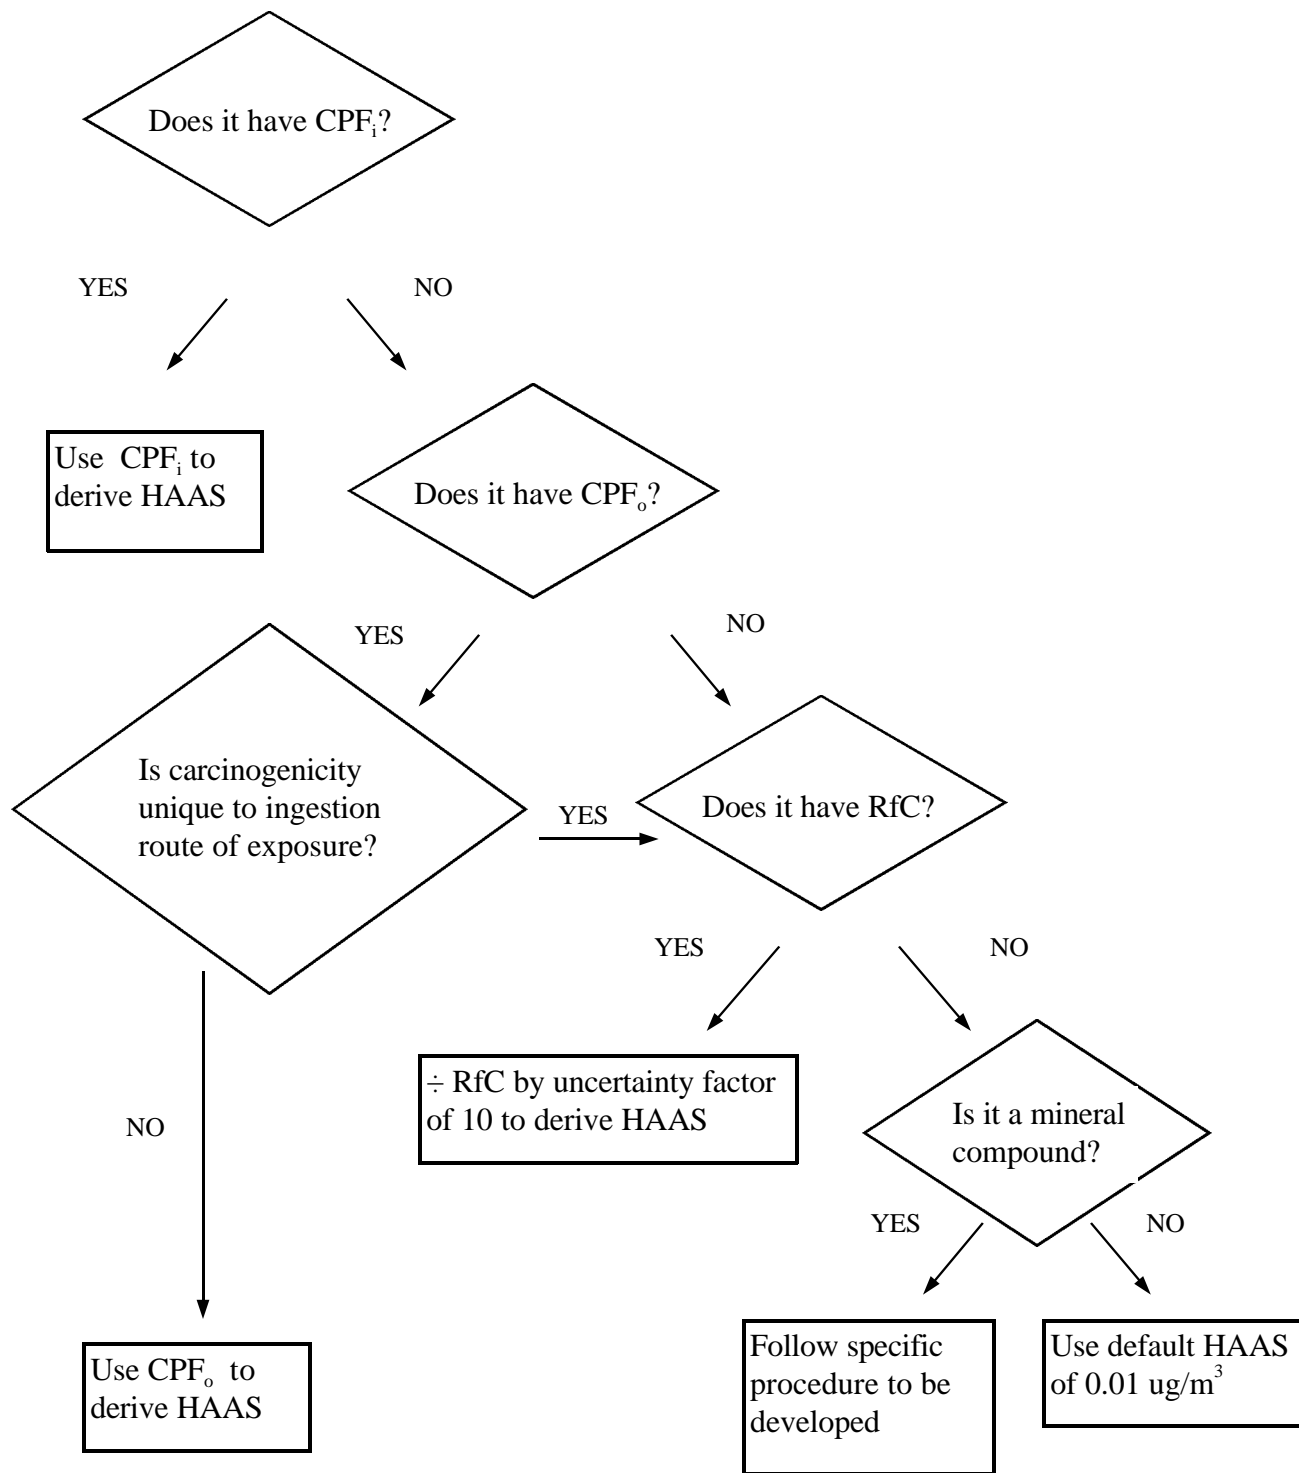 Does it have CPFi?
YES
NO
Use CPFi to
derive HAAS
Does it have CPFo?
YES
NO
Is carcinogenicity
unique to ingestion
route of exposure?
YES
Does it have RfC?
YES
NO
÷ RfC by uncertainty factor
of 10 to derive HAAS
Is it a mineral
compound?
NO
YES
NO
Use CPFo to
derive HAAS
Follow specific
procedure to be
developed
Use default HAAS
of 0.01 ug/m³